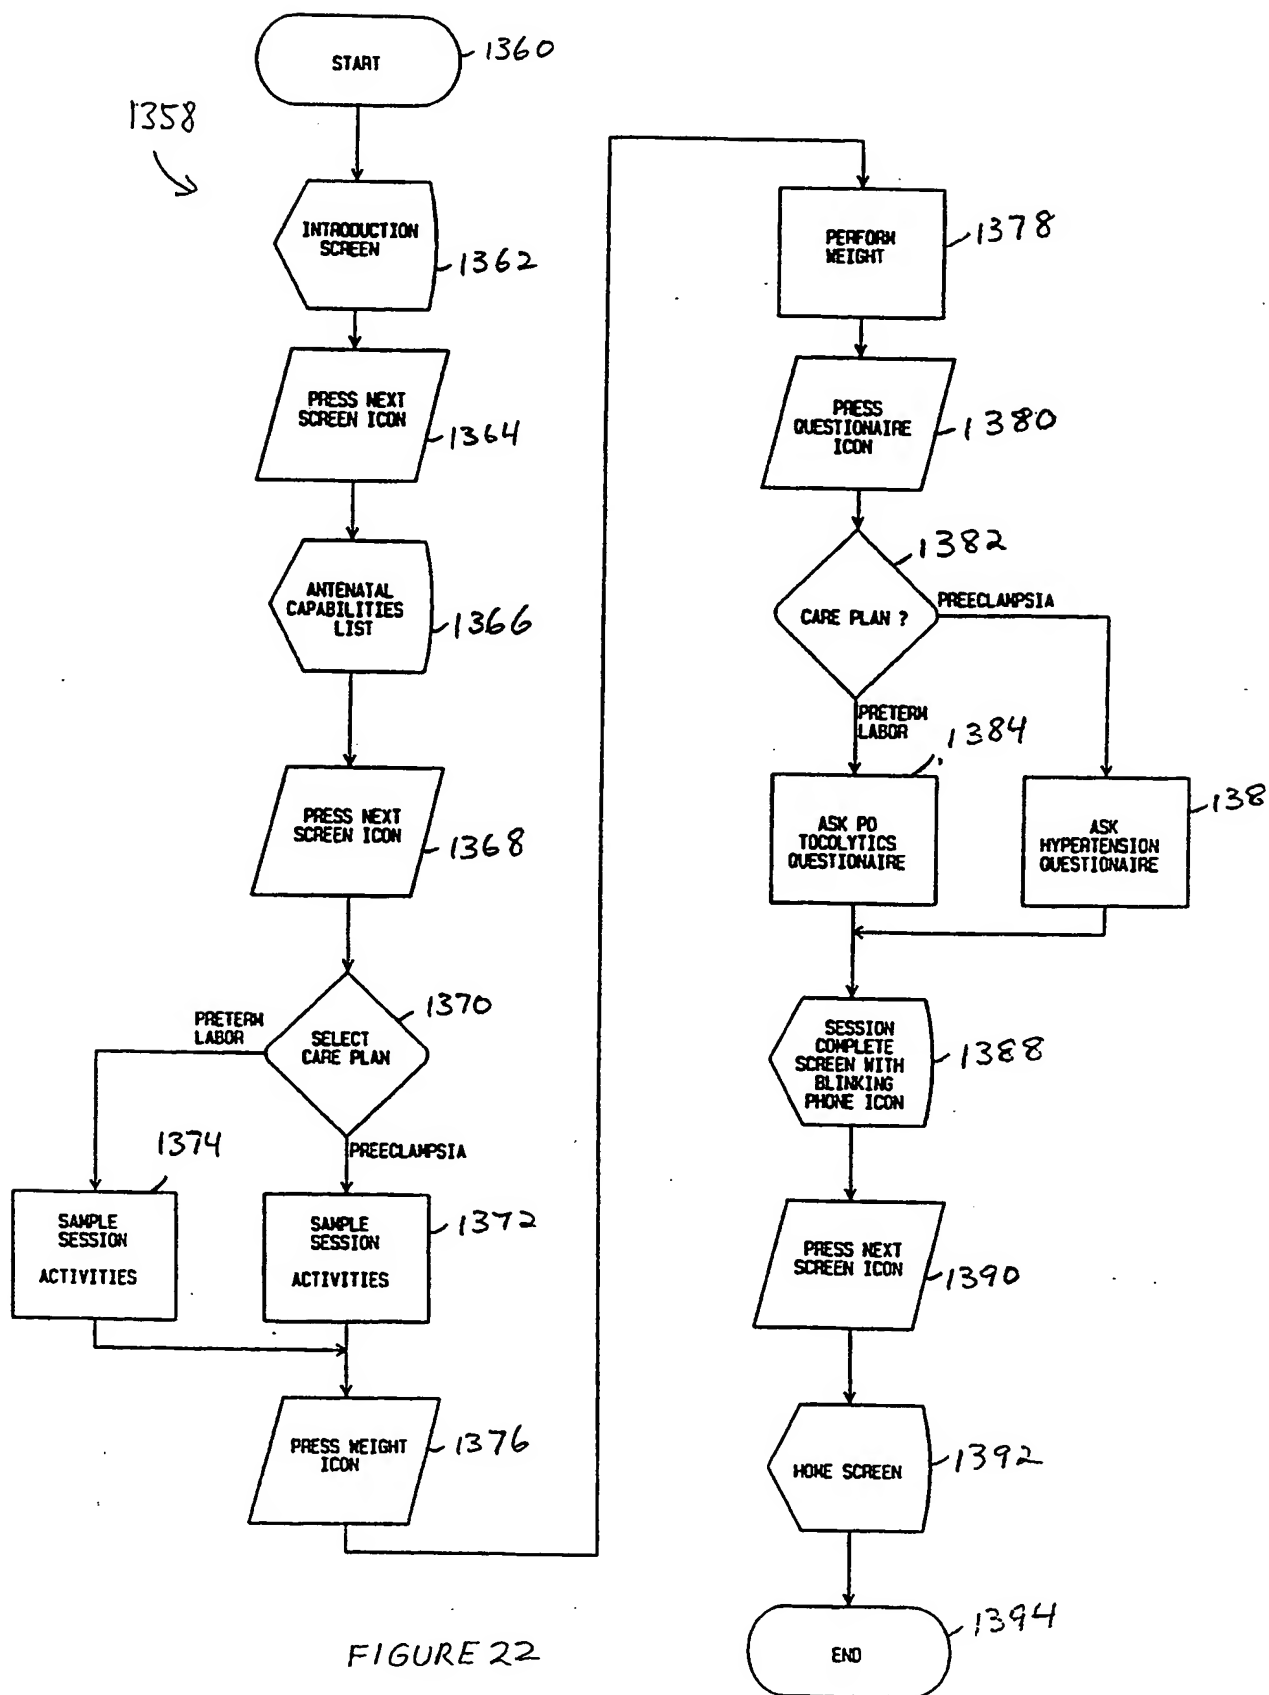 START
1360
1358
INTRODUCTION
SCREEN
1362
PRESS NEXT
SCREEN ICON
1364
ANTENATAL
CAPABILITIES
LIST
1366
PRESS NEXT
SCREEN ICON
1368
SELECT
CARE PLAN
1370
PRETERM
LABOR
PREECLAMPSIA
1374
SAMPLE
SESSION
ACTIVITIES
SAMPLE
SESSION
ACTIVITIES
1372
PRESS WEIGHT
ICON
1376
PERFORM
WEIGHT
1378
PRESS
QUESTIONAIRE
ICON
1380
CARE PLAN ?
1382
PREECLAMPSIA
PRETERM
LABOR
1384
ASK PO
TOCOLYTICS
QUESTIONAIRE
ASK
HYPERTENSION
QUESTIONAIRE
138
SESSION
COMPLETE
SCREEN WITH
BLINKING
PHONE ICON
1388
PRESS NEXT
SCREEN ICON
1390
HOME SCREEN
1392
END
1394
FIGURE 22